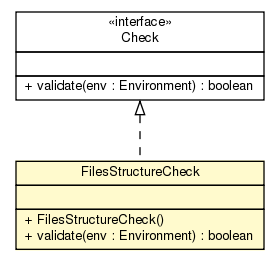 «interface»
Check
+ validate(env : Environment) : boolean
FilesStructureCheck
+ FilesStructureCheck()
+ validate(env : Environment) : boolean